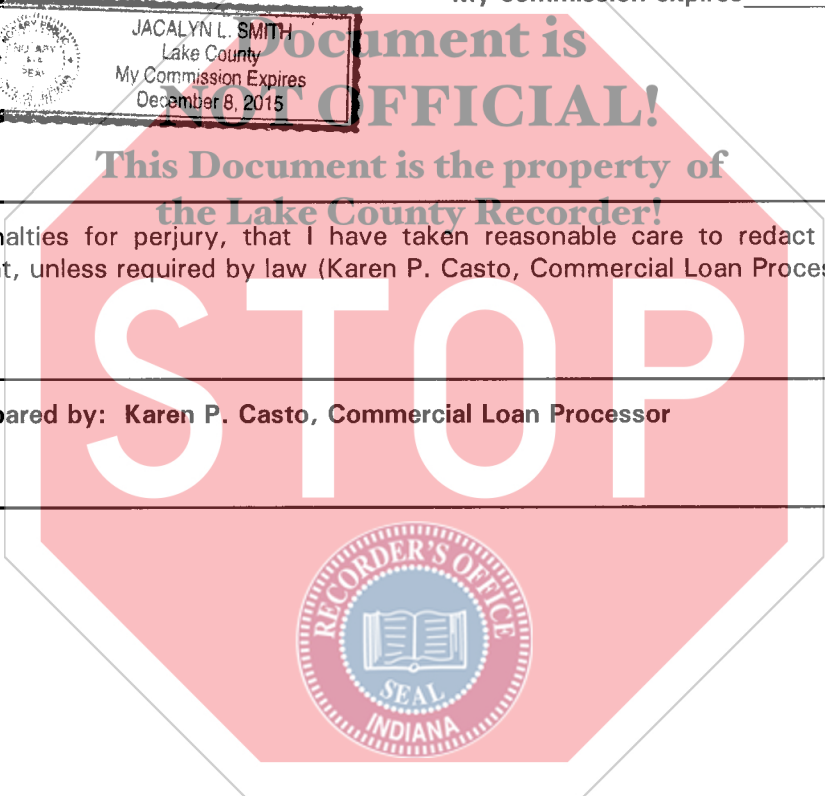 My commission expires
NOTARY PUBLIC
SEAL
JACALYN L. SMITH
Lake County
My Commission Expires
December 8, 2015
Document is
NOT OFFICIAL!
This Document is the property of
the Lake County Recorder!
nalties for perjury, that I have taken reasonable care to redact
t, unless required by law (Karen P. Casto, Commercial Loan Proces
STOP
pared by: Karen P. Casto, Commercial Loan Processor
RECORDER'S OFFICE
SEAL
INDIANA